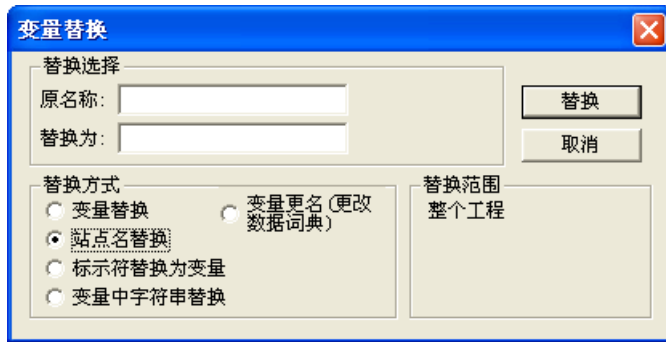 变量替换
替换选择
原名称:
替换
替换为:
取消
替换方式
替换范围
变量替换
变量更名(更改
数据词典)
整个工程
站点名替换
标示符替换为变量
变量中字符串替换